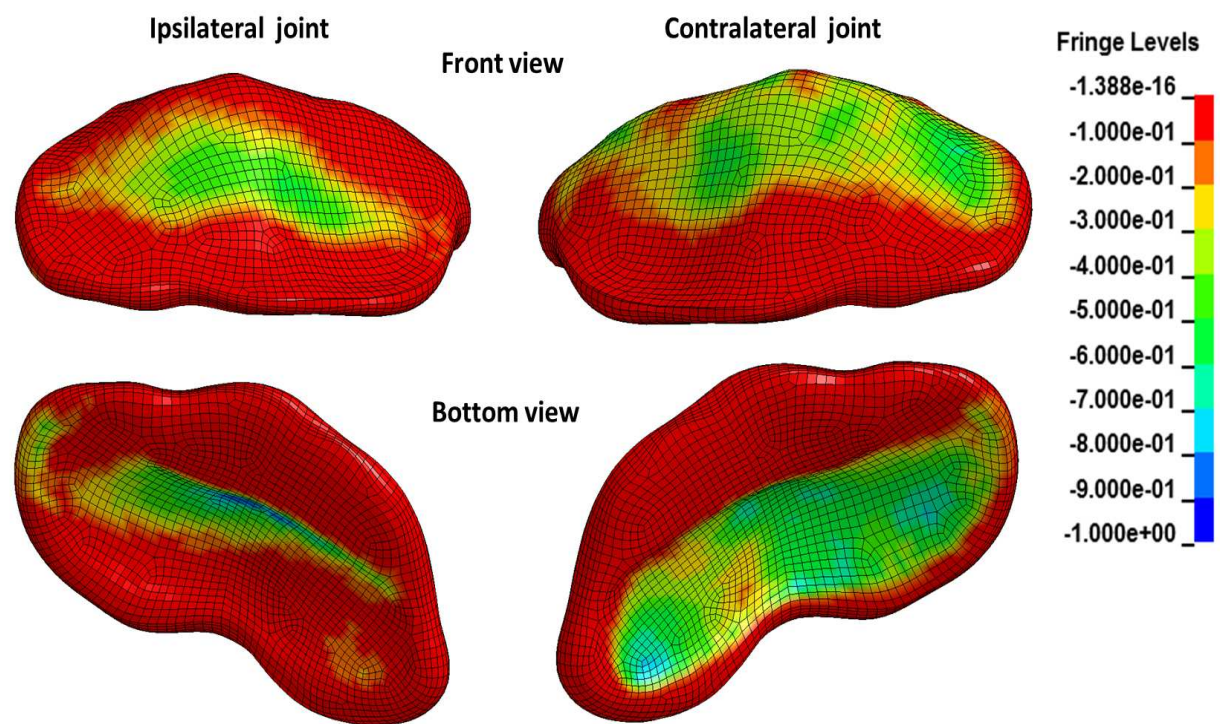 Ipsilateral joint
Contralateral joint
Front view
Fringe Levels
-1.388e-16
-1.000e-01
-2.000e-01
-3.000e-01
-4.000e-01
-5.000e-01
-6.000e-01
-7.000e-01
-8.000e-01
-9.000e-01
-1.000e+00
Bottom view